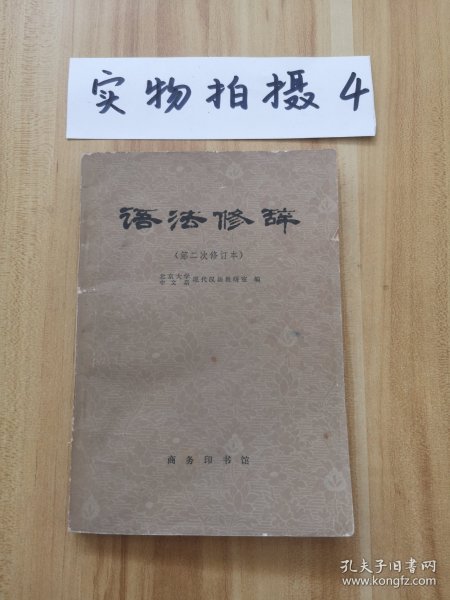 实物拍摄4
语法修辞
(第二次修订本)
北京大学
中文系 现代汉语教研室 编
商务印书馆
孔夫子旧书网
www.kongfz.com